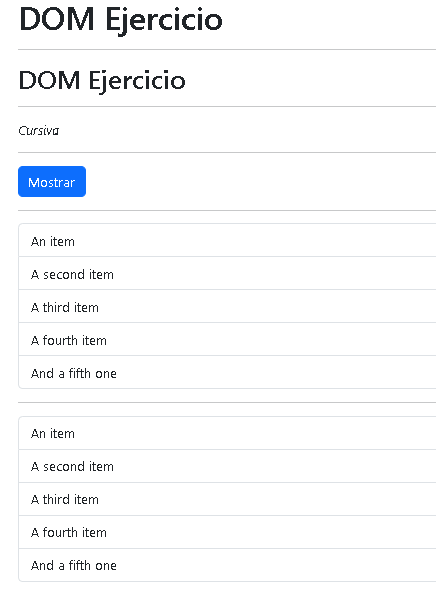 DOM Ejercicio
DOM Ejercicio
Cursiva
Mostrar
An item
A second item
A third item
A fourth item
And a fifth one
An item
A second item
A third item
A fourth item
And a fifth one